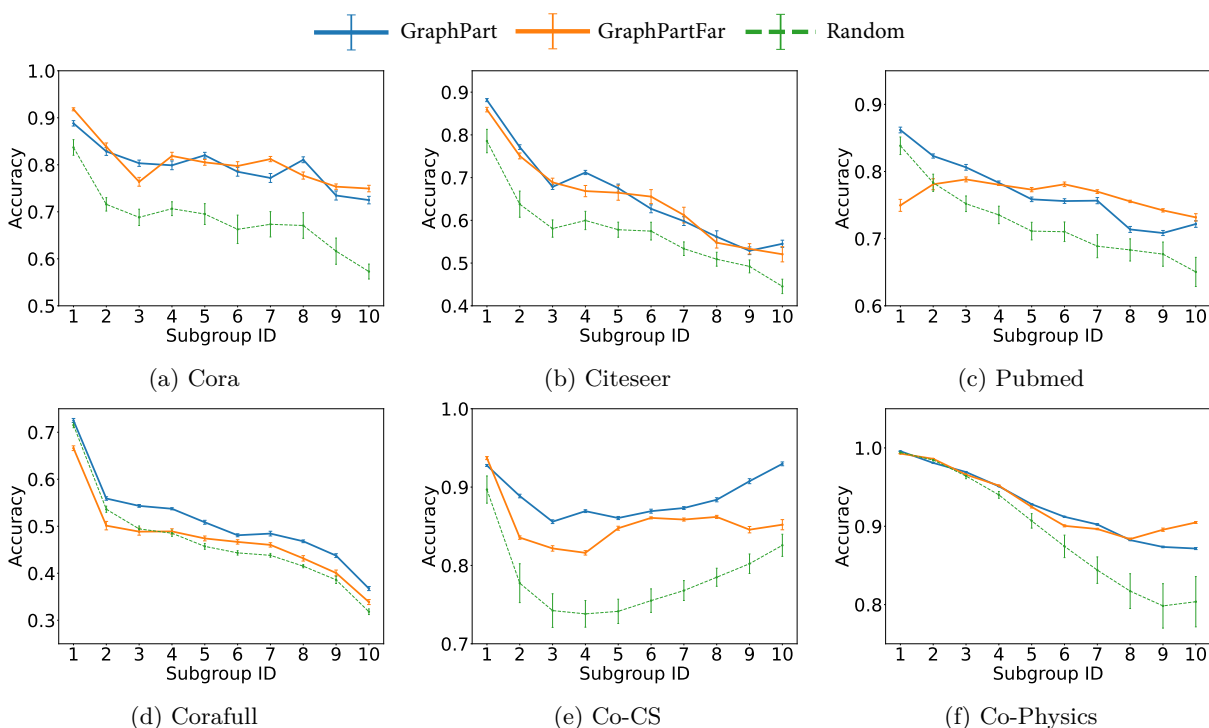 GraphPart GraphPartFar Random
1.0 0.9 0.8 0.7 0.6 0.5
Accuracy
1 2 3 4 5 6 7 8 9 10
Subgroup ID
(a) Cora
0.9 0.8 0.7 0.6 0.5 0.4
Accuracy
1 2 3 4 5 6 7 8 9 10
Subgroup ID
(b) Citeseer
0.9 0.8 0.7 0.6
Accuracy
1 2 3 4 5 6 7 8 9 10
Subgroup ID
(c) Pubmed
0.7 0.6 0.5 0.4 0.3
Accuracy
1 2 3 4 5 6 7 8 9 10
Subgroup ID
(d) Corafull
1.0 0.9 0.8 0.7
Accuracy
1 2 3 4 5 6 7 8 9 10
Subgroup ID
(e) Co-CS
1.0 0.9 0.8
Accuracy
1 2 3 4 5 6 7 8 9 10
Subgroup ID
(f) Co-Physics